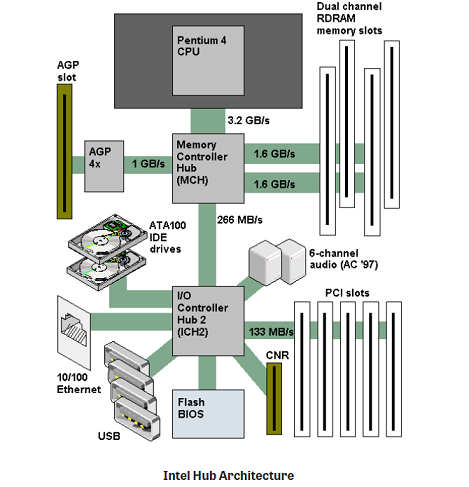 Dual channel
RDRAM
memory slots
Pentium 4
CPU
AGP
slot
3.2 GB/s
AGP
4x
1 GB/s
Memory
Controller
Hub
(MCH)
1.6 GB/s
1.6 GB/s
266 MB/s
ATA100
IDE
drives
6-channel
audio (AC '97)
I/O
Controller
Hub 2
(ICH2)
PCI slots
133 MB/s
CNR
10/100
Ethernet
USB
Flash
BIOS
Intel Hub Architecture